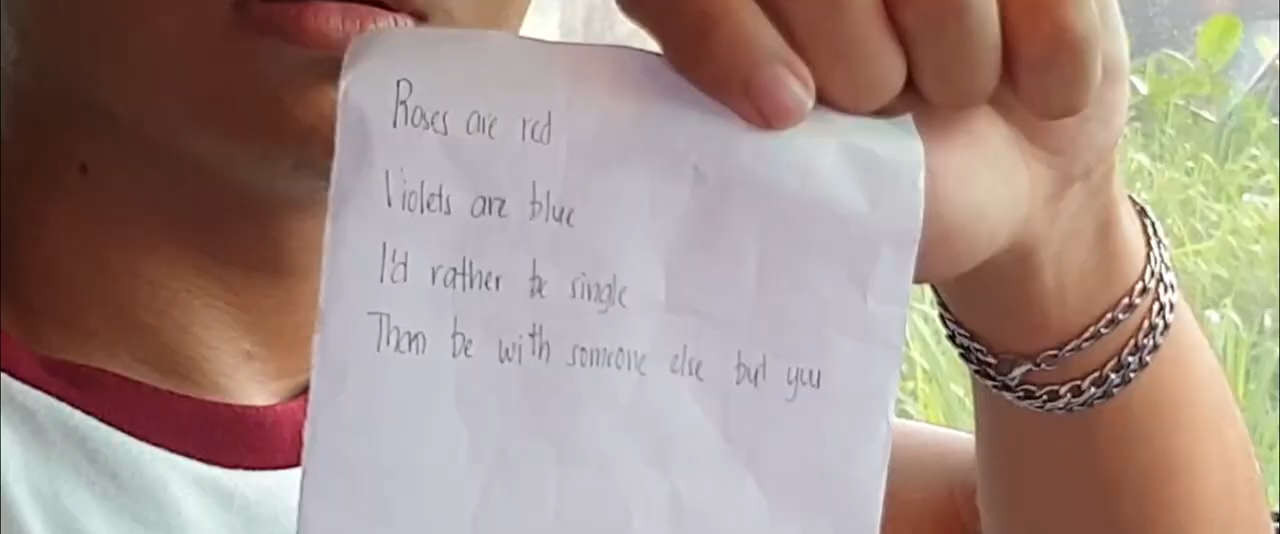 Roses are red
Violets are blue
I'd rather be single
Than be with someone else but you